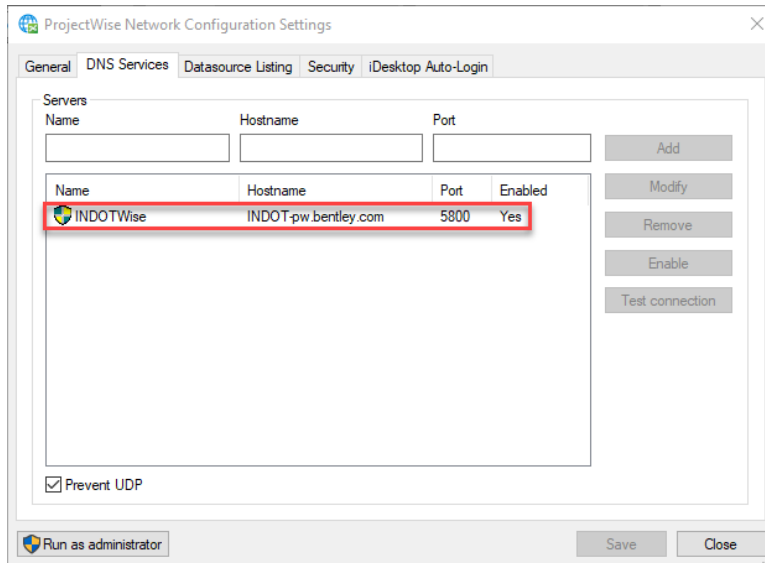 ProjectWise Network Configuration Settings
General DNS Services Datasource Listing Security iDesktop Auto-Login
Servers
Name Hostname Port
Add
Name Hostname Port Enabled
Modify
INDOTWise INDOT-pw.bentley.com 5800 Yes
Remove
Enable
Test connection
Prevent UDP
Run as administrator Save Close